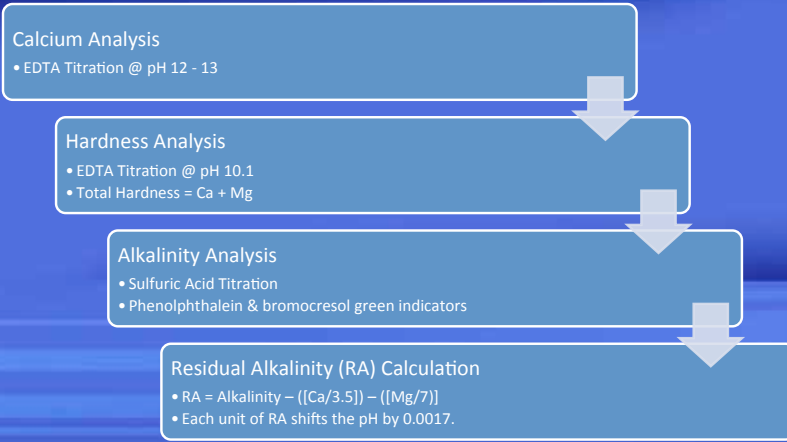 Calcium Analysis
• EDTA Titration @ pH 12 - 13
Hardness Analysis
• EDTA Titration @ pH 10.1
• Total Hardness = Ca + Mg
Alkalinity Analysis
• Sulfuric Acid Titration
• Phenolphthalein & bromocresol green indicators
Residual Alkalinity (RA) Calculation
• RA = Alkalinity – ([Ca/3.5]) – ([Mg/7)]
• Each unit of RA shifts the pH by 0.0017.